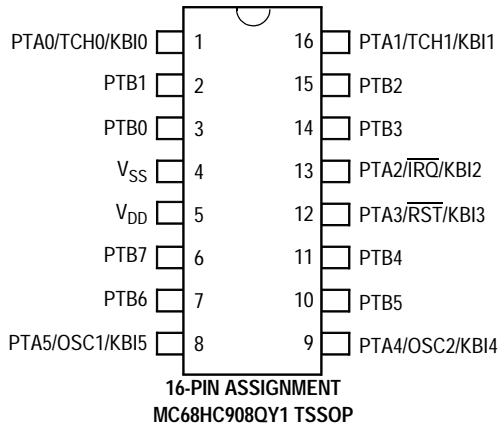 PTA0/TCH0/KBI0 1 16 PTA1/TCH1/KBI1
PTB1 2 15 PTB2
PTB0 3 14 PTB3
VSS 4 13 PTA2/IRQ/KBI2
VDD 5 12 PTA3/RST/KBI3
PTB7 6 11 PTB4
PTB6 7 10 PTB5
PTA5/OSC1/KBI5 8 9 PTA4/OSC2/KBI4
16-PIN ASSIGNMENT
MC68HC908QY1 TSSOP